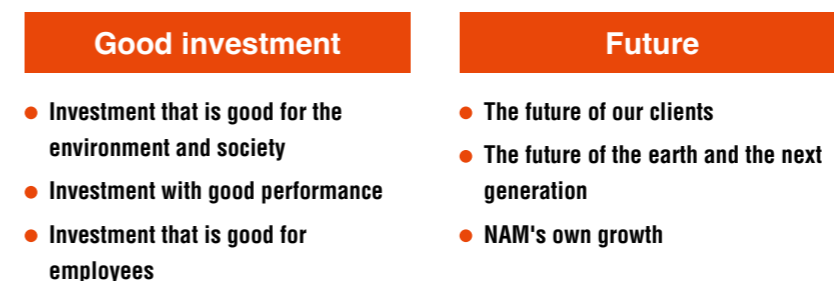 Good investment
Investment that is good for the
environment and society
Investment with good performance
Investment that is good for
employees
Future
The future of our clients
The future of the earth and the next
generation
NAM's own growth